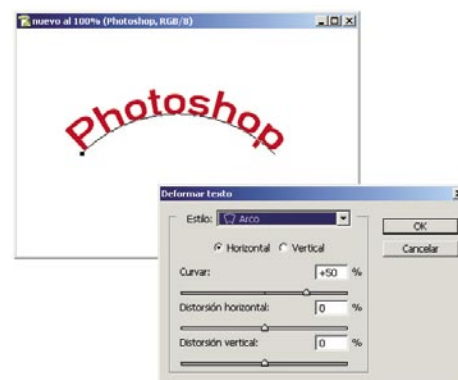 nuevo al 100% (Photoshop, RGB/8)
Photoshop
Deformar texto
Estilo: Arco
OK
Horizontal Vertical
Cancelar
Curvar: +50 %
Distorsión horizontal: 0 %
Distorsión vertical: 0 %